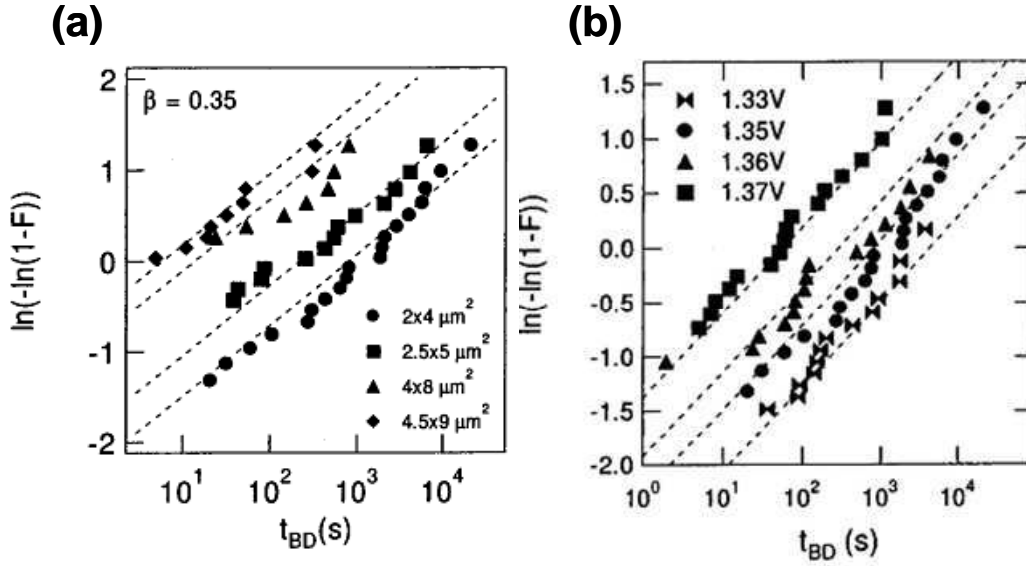 (a)
2
1
0
-1
-2
ln(-ln(1-F))
β = 0.35
2x4 μm²
2.5x5 μm²
4x8 μm²
4.5x9 μm²
10¹ 10² 10³ 10⁴
t_BD(s)
(b)
1.5
1.0
0.5
0.0
-0.5
-1.0
-1.5
-2.0
ln(-ln(1-F))
1.33V
1.35V
1.36V
1.37V
10⁰ 10¹ 10² 10³ 10⁴
t_BD (s)